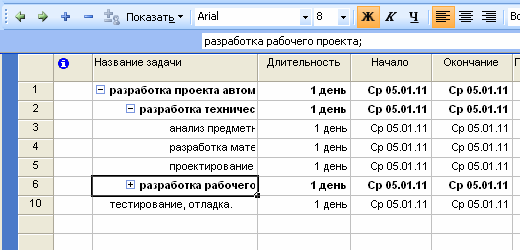 Показать Arial 8 Ж К Ч
разработка рабочего проекта;
Название задачи Длительность Начало Окончание
1 разработка проекта автом 1 день Ср 05.01.11 Ср 05.01.11
2 разработка техничес 1 день Ср 05.01.11 Ср 05.01.11
3 анализ предметн 1 день Ср 05.01.11 Ср 05.01.11
4 разработка мате 1 день Ср 05.01.11 Ср 05.01.11
5 проектирование 1 день Ср 05.01.11 Ср 05.01.11
6 разработка рабочего 1 день Ср 05.01.11 Ср 05.01.11
10 тестирование, отладка. 1 день Ср 05.01.11 Ср 05.01.11